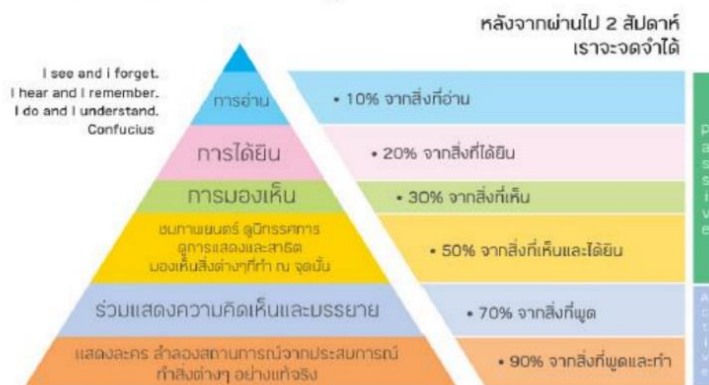 หลังจากผ่านไป 2 สัปดาห์
เราจะจดจำได้
I see and i forget.
I hear and I remember.
I do and I understand.
Confucius
การอ่าน
• 10% จากสิ่งที่อ่าน
การได้ยิน
• 20% จากสิ่งที่ได้ยิน
การมองเห็น
• 30% จากสิ่งที่เห็น
ชมภาพยนตร์ ดูนิทรรศการ
ดูการแสดงและสาธิต
มองเห็นสิ่งต่างๆที่ทำ ณ จุดนั้น
• 50% จากสิ่งที่เห็นและได้ยิน
ร่วมแสดงความคิดเห็นและบรรยาย
• 70% จากสิ่งที่พูด
แสดงละคร จำลองสถานการณ์จากประสบการณ์
ทำสิ่งต่างๆ อย่างแท้จริง
• 90% จากสิ่งที่พูดและทำ
Passive
Active